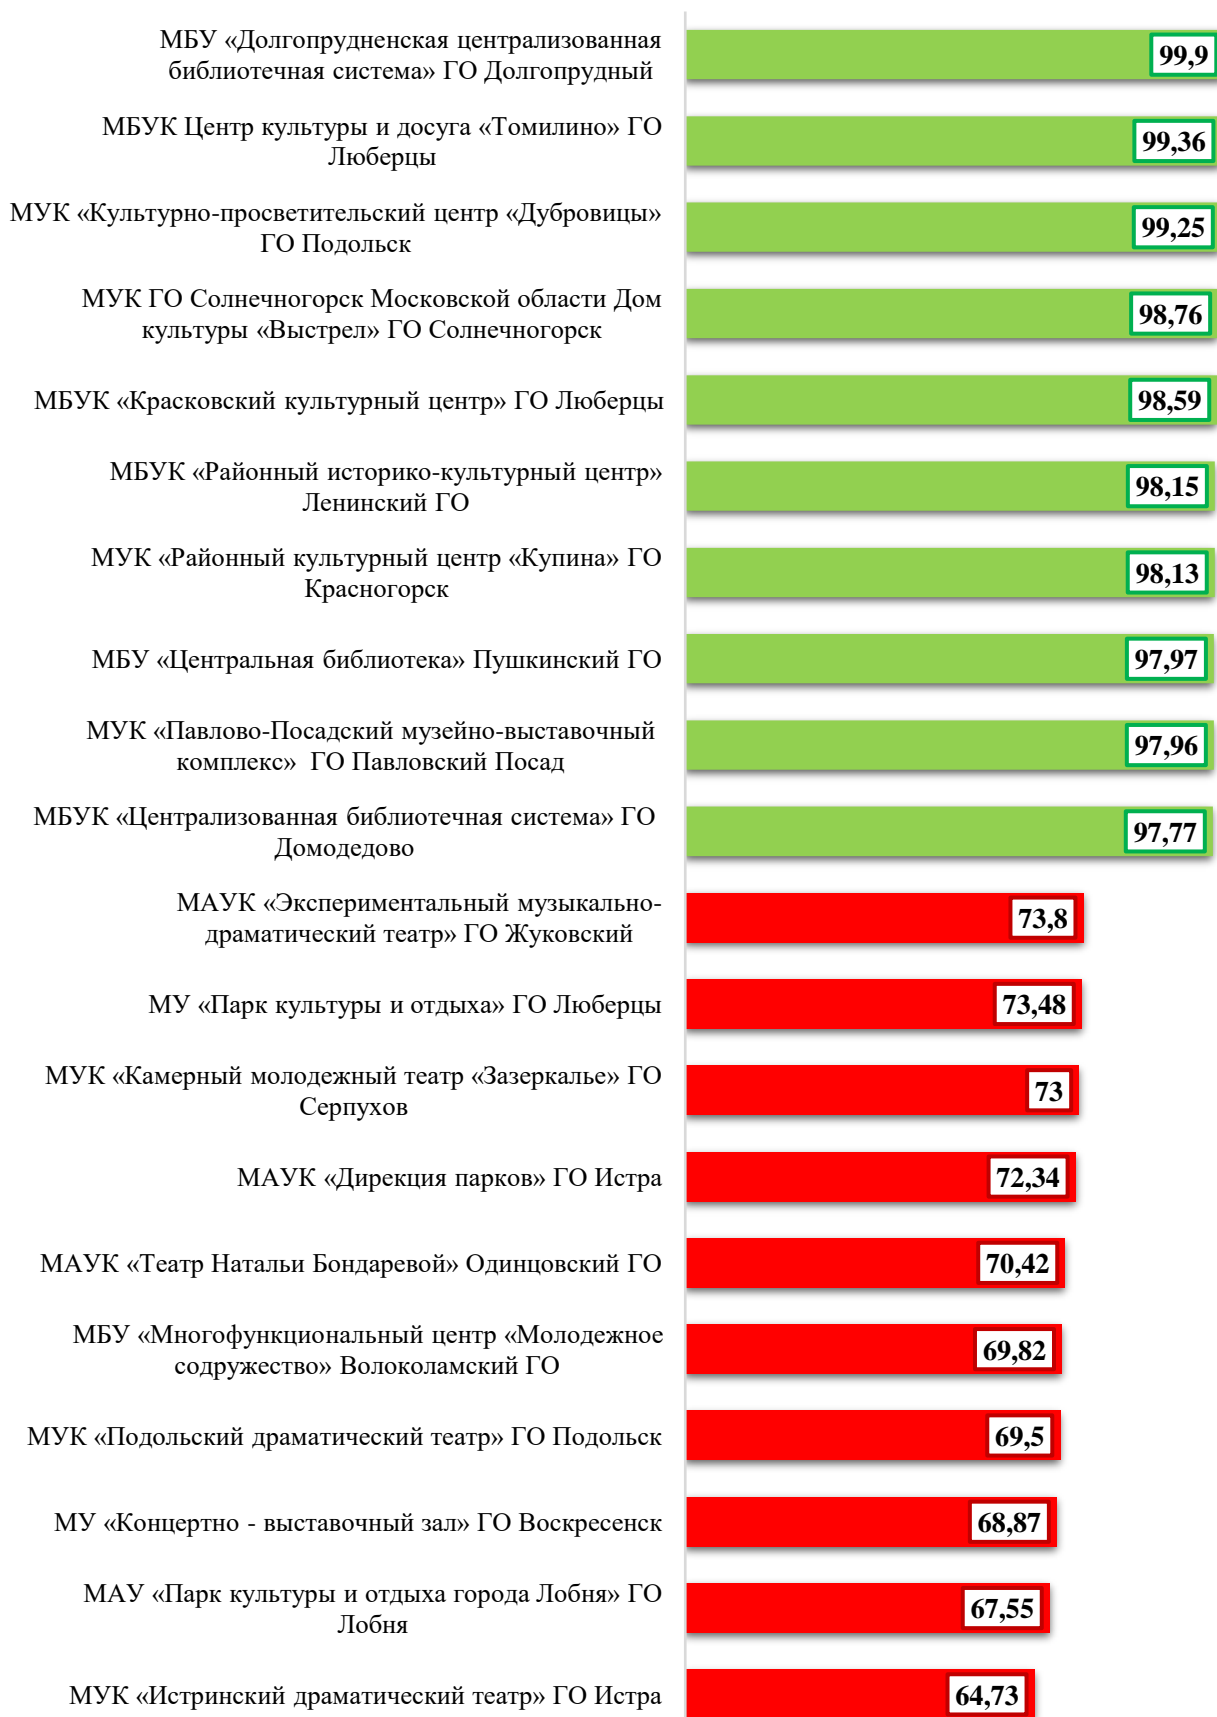 МБУ «Долгопрудненская централизованная
библиотечная система» ГО Долгопрудный
99,9
МБУК Центр культуры и досуга «Томилино» ГО
Люберцы
99,36
МУК «Культурно-просветительский центр «Дубровицы»
ГО Подольск
99,25
МУК ГО Солнечногорск Московской области Дом
культуры «Выстрел» ГО Солнечногорск
98,76
МБУК «Красковский культурный центр» ГО Люберцы
98,59
МБУК «Районный историко-культурный центр»
Ленинский ГО
98,15
МУК «Районный культурный центр «Купина» ГО
Красногорск
98,13
МБУ «Центральная библиотека» Пушкинский ГО
97,97
МУК «Павлово-Посадский музейно-выставочный
комплекс» ГО Павловский Посад
97,96
МБУК «Централизованная библиотечная система» ГО
Домодедово
97,77
МАУК «Экспериментальный музыкально-
драматический театр» ГО Жуковский
73,8
МУ «Парк культуры и отдыха» ГО Люберцы
73,48
МУК «Камерный молодежный театр «Зазеркалье» ГО
Серпухов
73
МАУК «Дирекция парков» ГО Истра
72,34
МАУК «Театр Натальи Бондаревой» Одинцовский ГО
70,42
МБУ «Многофункциональный центр «Молодежное
содружество» Волоколамский ГО
69,82
МУК «Подольский драматический театр» ГО Подольск
69,5
МУ «Концертно - выставочный зал» ГО Воскресенск
68,87
МАУ «Парк культуры и отдыха города Лобня» ГО
Лобня
67,55
МУК «Истринский драматический театр» ГО Истра
64,73